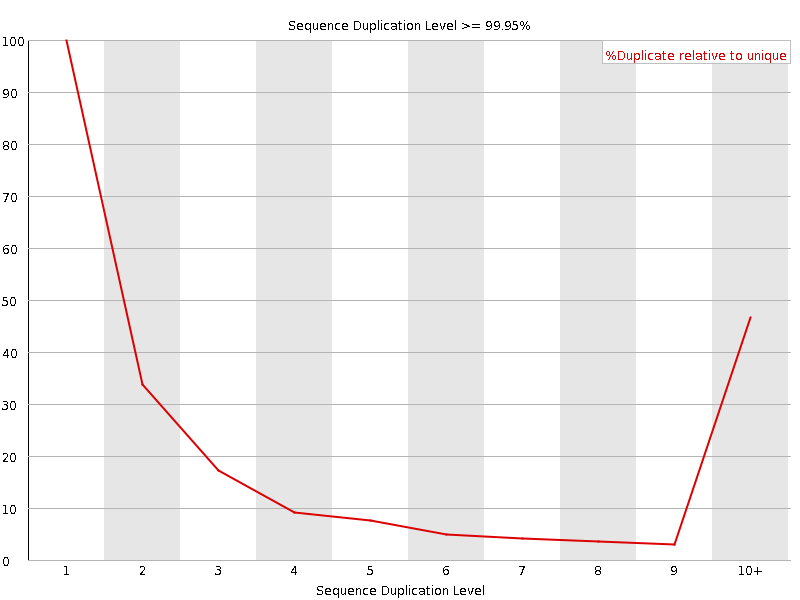 Sequence Duplication Level >= 99.95%
%Duplicate relative to unique
100
90
80
70
60
50
40
30
20
10
0
1 2 3 4 5 6 7 8 9 10+
Sequence Duplication Level